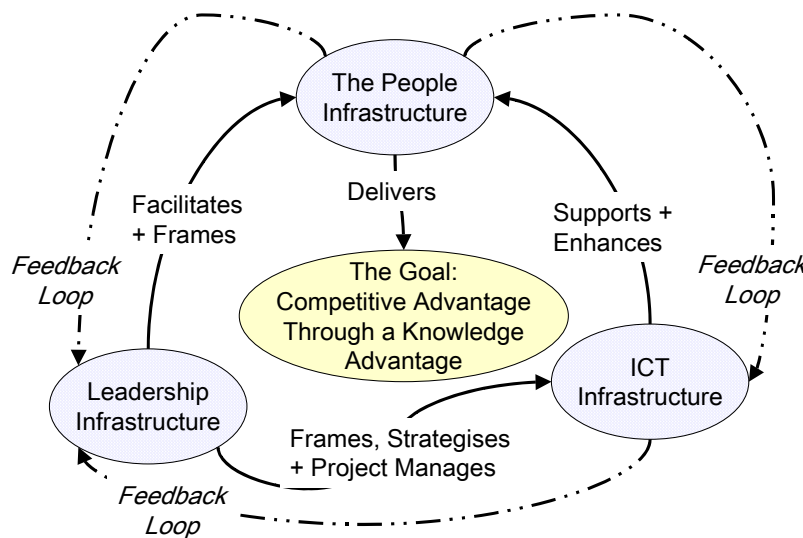 The People
Infrastructure
Delivers
Facilitates
+ Frames
Supports +
Enhances
Feedback
Loop
Feedback
Loop
The Goal:
Competitive Advantage
Through a Knowledge
Advantage
Leadership
Infrastructure
ICT
Infrastructure
Frames, Strategises
+ Project Manages
Feedback
Loop